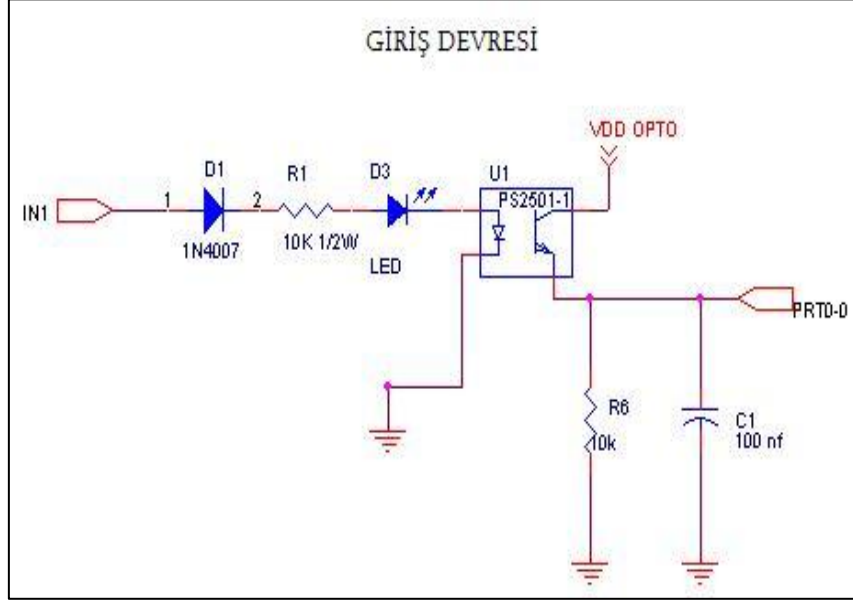 GİRİŞ DEVRESİ
VDD OPTO
D1
R1
D3
U1
1
2
PS2501-1
IN1
1N4007
10K 1/2W
LED
PRT0-0
R6
10k
C1
100 nf